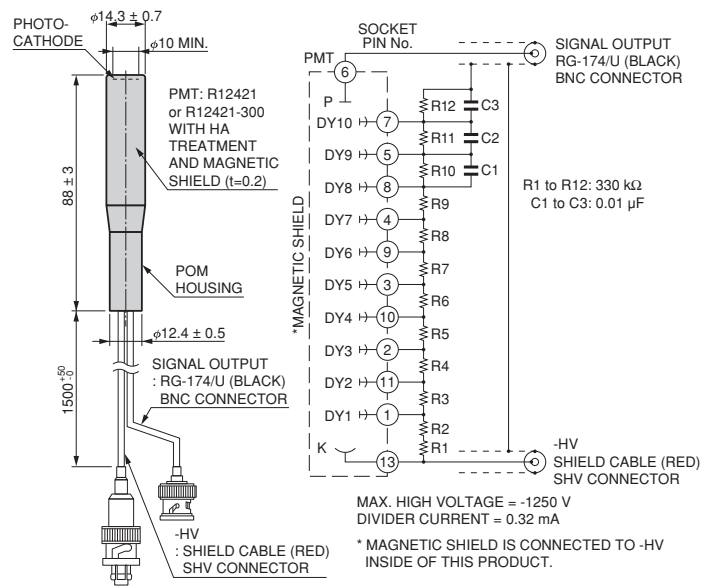 φ14.3 ± 0.7
PHOTO-
CATHODE
φ10 MIN.
PMT: R12421
or R12421-300
WITH HA
TREATMENT
AND MAGNETIC
SHIELD (t=0.2)
88 ± 3
POM
HOUSING
φ12.4 ± 0.5
1500 +50 -0
SIGNAL OUTPUT
: RG-174/U (BLACK)
BNC CONNECTOR
-HV
: SHIELD CABLE (RED)
SHV CONNECTOR
SOCKET
PIN No.
PMT
SIGNAL OUTPUT
RG-174/U (BLACK)
BNC CONNECTOR
6
P
R12 C3
DY10 7
R11 C2
DY9 5
R10 C1
DY8 8
R9
DY7 4
R8
DY6 9
R7
DY5 3
R6
DY4 10
R5
DY3 2
R4
DY2 11
R3
DY1 1
R2
R1
K
13
*MAGNETIC SHIELD
R1 to R12: 330 kΩ
C1 to C3: 0.01 μF
-HV
SHIELD CABLE (RED)
SHV CONNECTOR
MAX. HIGH VOLTAGE = -1250 V
DIVIDER CURRENT = 0.32 mA
* MAGNETIC SHIELD IS CONNECTED TO -HV
INSIDE OF THIS PRODUCT.